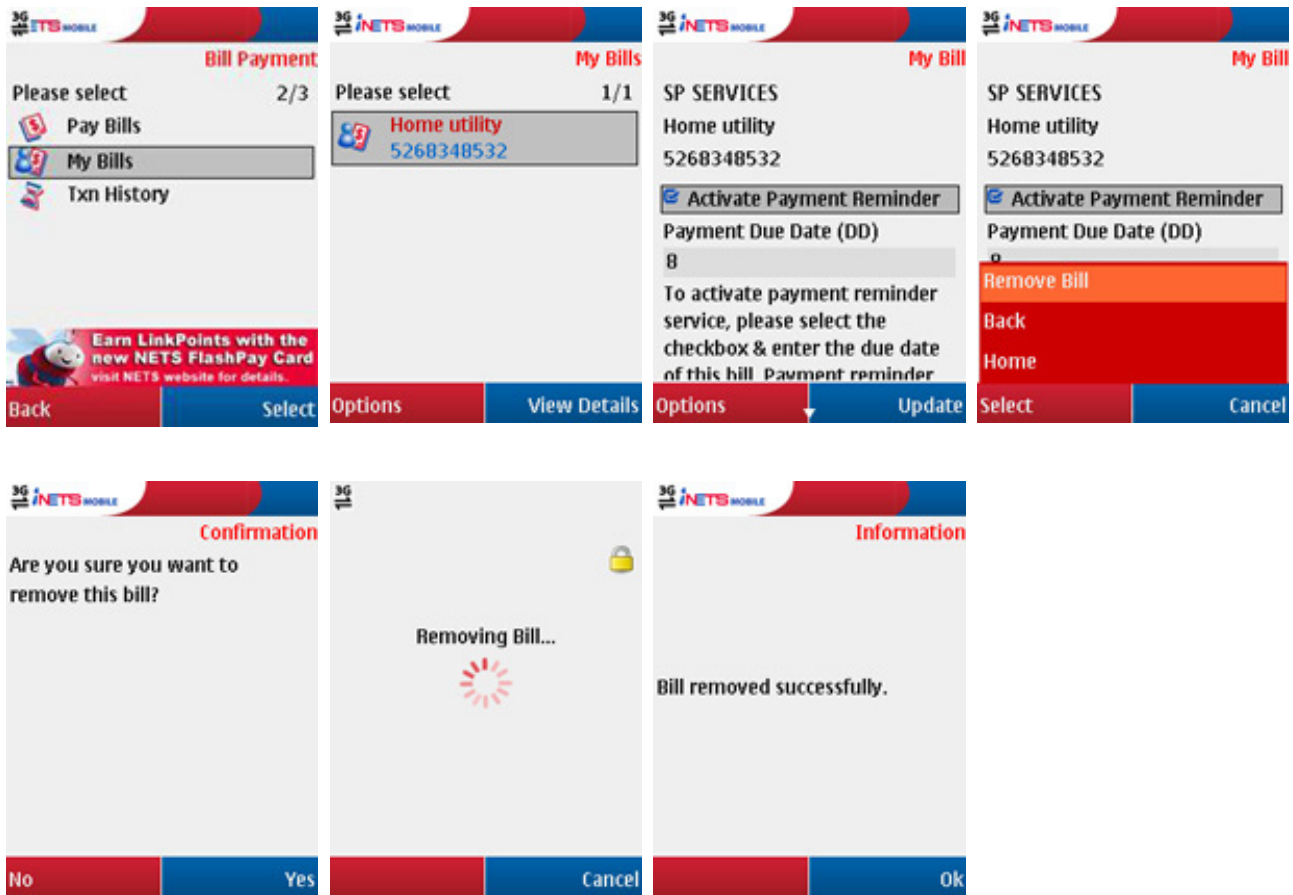 3G
ETS MOBILE
Bill Payment
Please select 2/3
Pay Bills
My Bills
Txn History
Earn LinkPoints with the
new NETS FlashPay Card
visit NETS website for details.
Back Select
3G
iNETS MOBILE
My Bills
Please select 1/1
Home utility
5268348532
Options View Details
3G
iNETS MOBILE
My Bill
SP SERVICES
Home utility
5268348532
Activate Payment Reminder
Payment Due Date (DD)
8
To activate payment reminder
service, please select the
checkbox & enter the due date
of this bill. Payment reminder
Options Update
3G
iNETS MOBILE
My Bill
SP SERVICES
Home utility
5268348532
Activate Payment Reminder
Payment Due Date (DD)
8
Remove Bill
Back
Home
Select Cancel
3G
iNETS MOBILE
Confirmation
Are you sure you want to
remove this bill?
No Yes
3G
Removing Bill...
Cancel
3G
iNETS MOBILE
Information
Bill removed successfully.
Ok